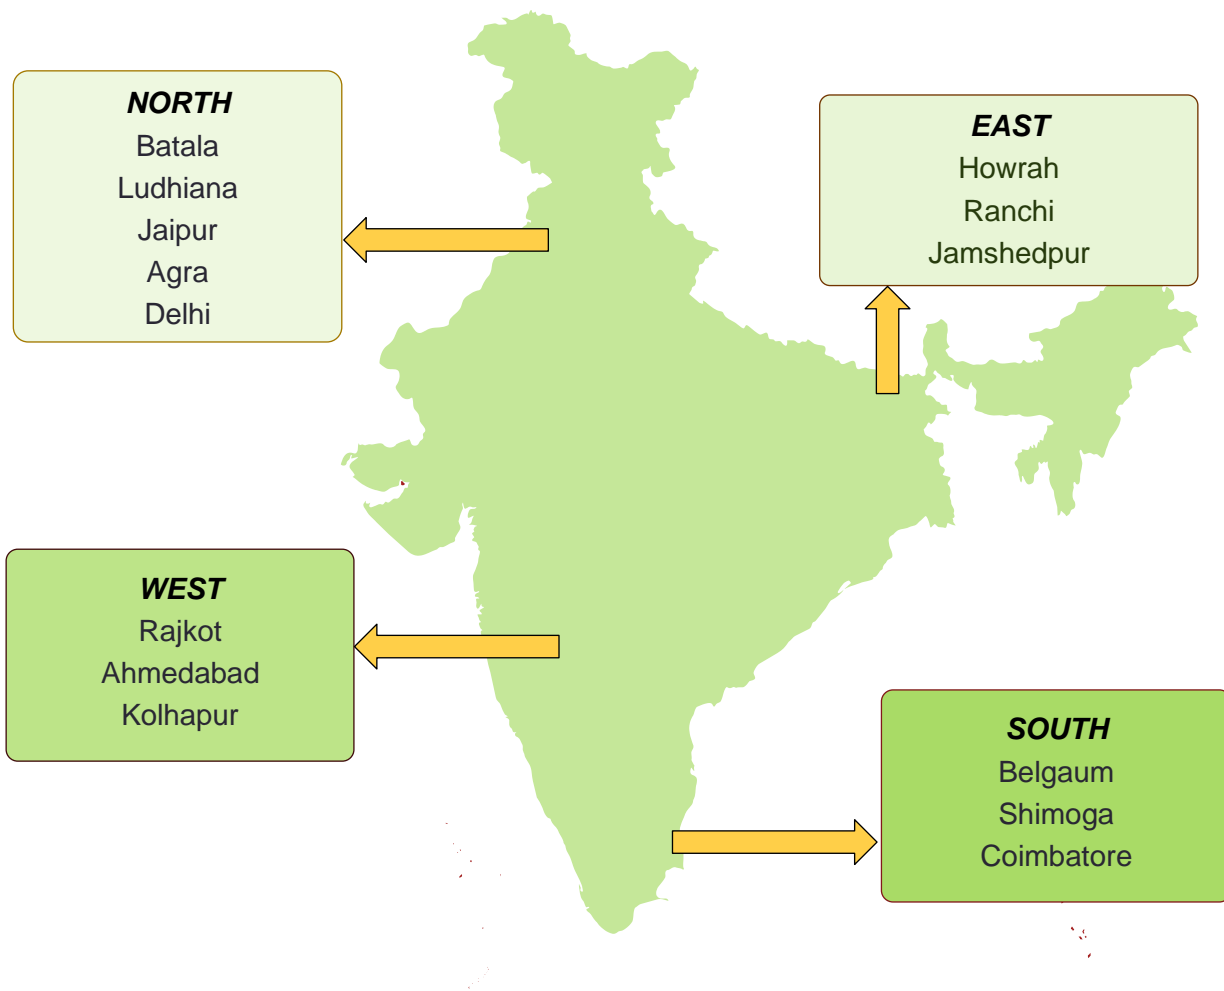 NORTH
Batala
Ludhiana
Jaipur
Agra
Delhi
EAST
Howrah
Ranchi
Jamshedpur
WEST
Rajkot
Ahmedabad
Kolhapur
SOUTH
Belgaum
Shimoga
Coimbatore